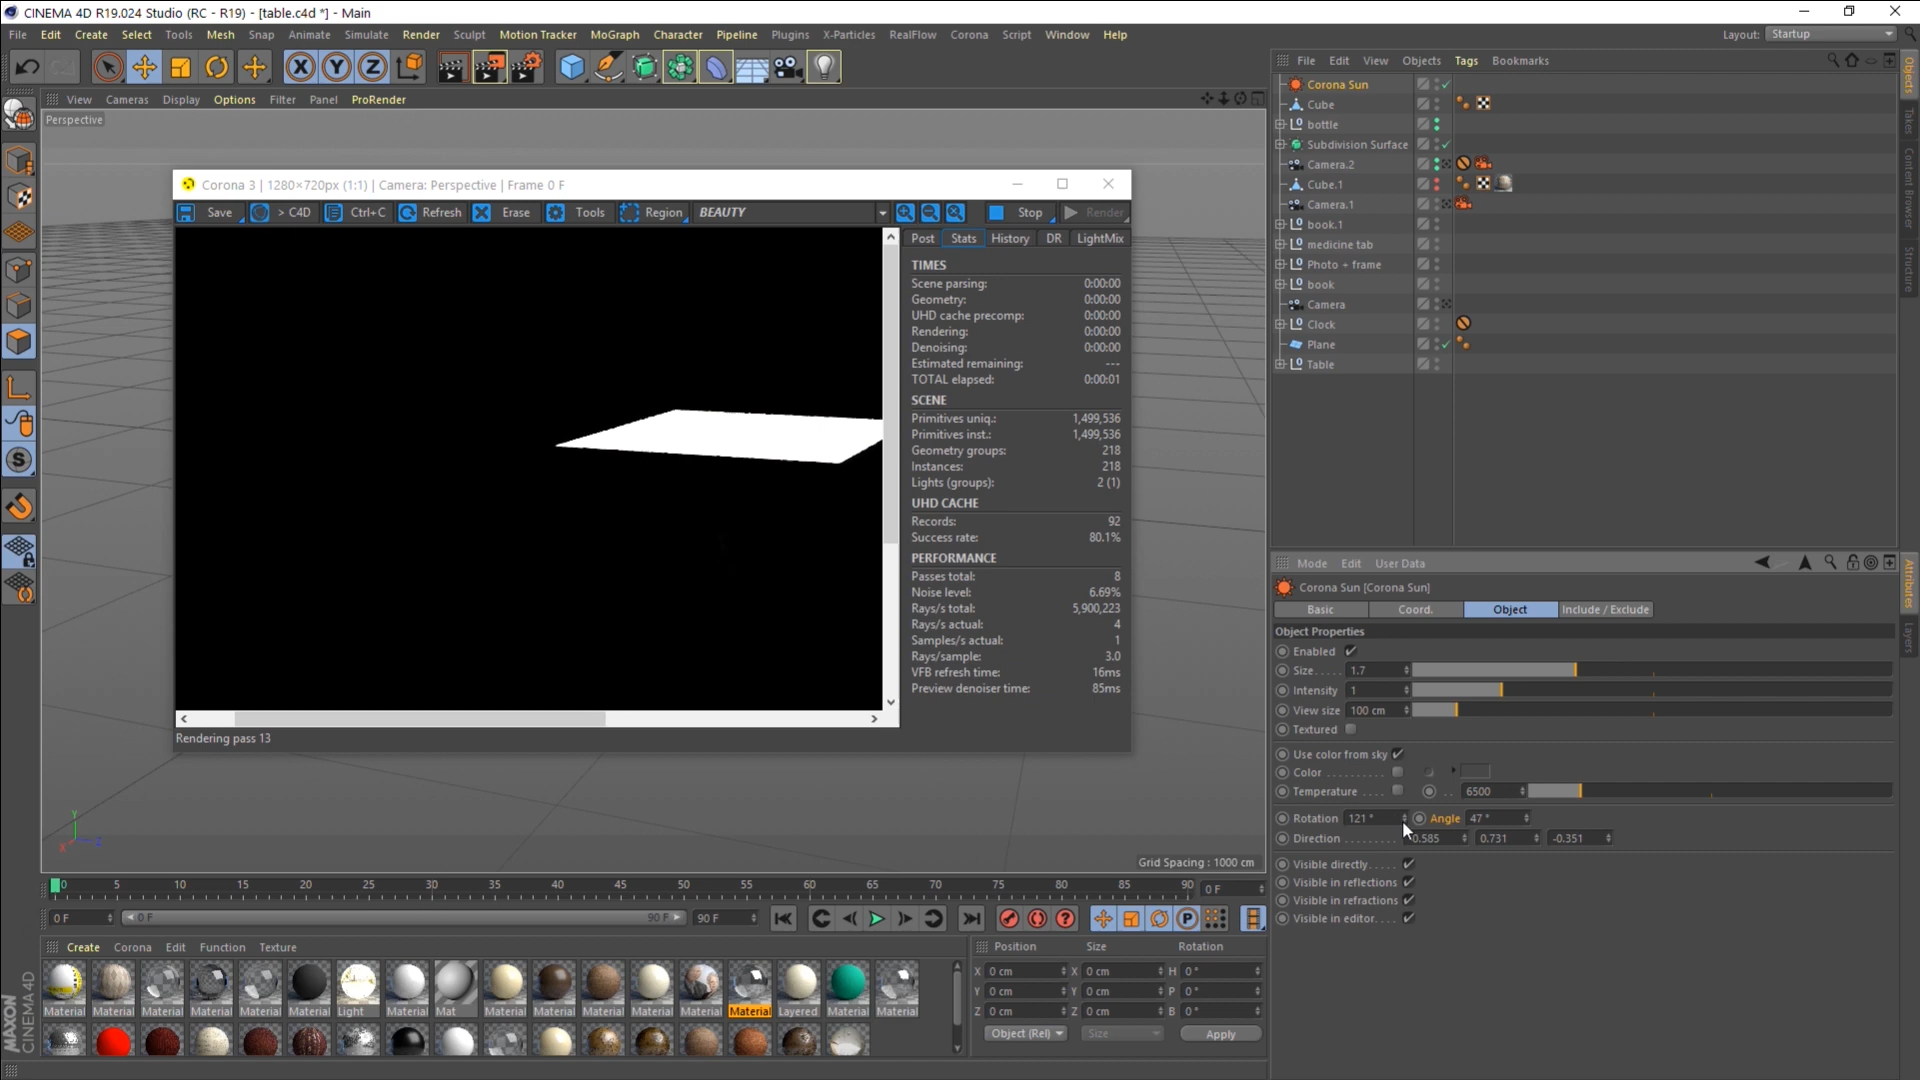 CINEMA 4D R19.024 Studio (RC - R19) - [table.c4d *] - Main
File Edit Create Select Tools Mesh Snap Animate Simulate Render Sculpt Motion Tracker MoGraph Character Pipeline Plugins X-Particles RealFlow Corona Script Window Help
Layout: Startup
X Y Z
File Edit View Objects Tags Bookmarks
View Cameras Display Options Filter Panel ProRender
Perspective
Corona Sun
Cube
bottle
Subdivision Surface
Camera.2
Cube.1
Camera.1
book.1
medicine tab
Photo + frame
book
Camera
Clock
Plane
Table
Objects
Takes
Content Browser
Structure
Corona 3 | 1280×720px (1:1) | Camera: Perspective | Frame 0 F
Save > C4D Ctrl+C Refresh Erase Tools Region BEAUTY Stop Render
Post Stats History DR LightMix
TIMES
Scene parsing: 0:00:00
Geometry: 0:00:00
UHD cache precomp: 0:00:00
Rendering: 0:00:00
Denoising: 0:00:00
Estimated remaining: ---
TOTAL elapsed: 0:00:01
SCENE
Primitives uniq.: 1,499,536
Primitives inst.: 1,499,536
Geometry groups: 218
Instances: 218
Lights (groups): 2 (1)
UHD CACHE
Records: 92
Success rate: 80.1%
PERFORMANCE
Passes total: 8
Noise level: 6.69%
Rays/s total: 5,900,223
Rays/s actual: 4
Samples/s actual: 1
Rays/sample: 3.0
VFB refresh time: 16ms
Preview denoiser time: 85ms
Rendering pass 13
Y
X Z
Grid Spacing : 1000 cm
Mode Edit User Data
Corona Sun [Corona Sun]
Basic Coord. Object Include / Exclude
Object Properties
Enabled
Size..... 1.7
Intensity 1
View size 100 cm
Textured
Use color from sky
Color .........
Temperature .... 6500
Rotation 121 ° Angle 47 °
Direction ......... 0.585 0.731 -0.351
Visible directly.....
Visible in reflections
Visible in refractions
Visible in editor....
Attributes
Layers
0 5 10 15 20 25 30 35 40 45 50 55 60 65 70 75 80 85 90 0 F
0 F 0 F 90 F 90 F
Create Corona Edit Function Texture
Material Material Material Material Material Material Light Material Mat Material Material Material Material Material Material Layered Material Material
Position Size Rotation
X 0 cm X 0 cm H 0 °
Y 0 cm Y 0 cm P 0 °
Z 0 cm Z 0 cm B 0 °
Object (Rel) Size Apply
MAXON
CINEMA4D